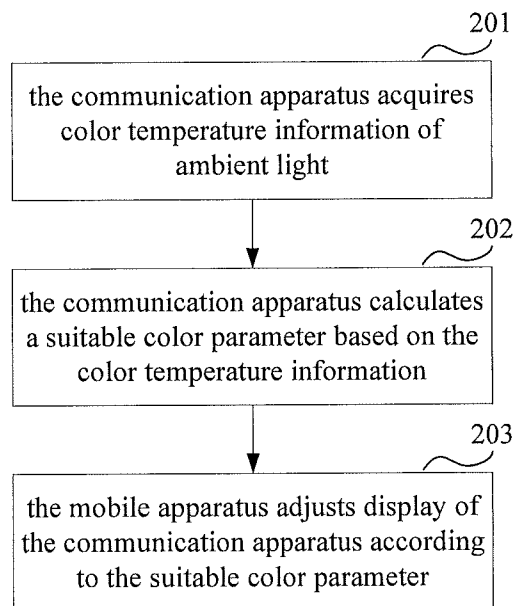 201
the communication apparatus acquires
color temperature information of
ambient light
202
the communication apparatus calculates
a suitable color parameter based on the
color temperature information
203
the mobile apparatus adjusts display of
the communication apparatus according
to the suitable color parameter